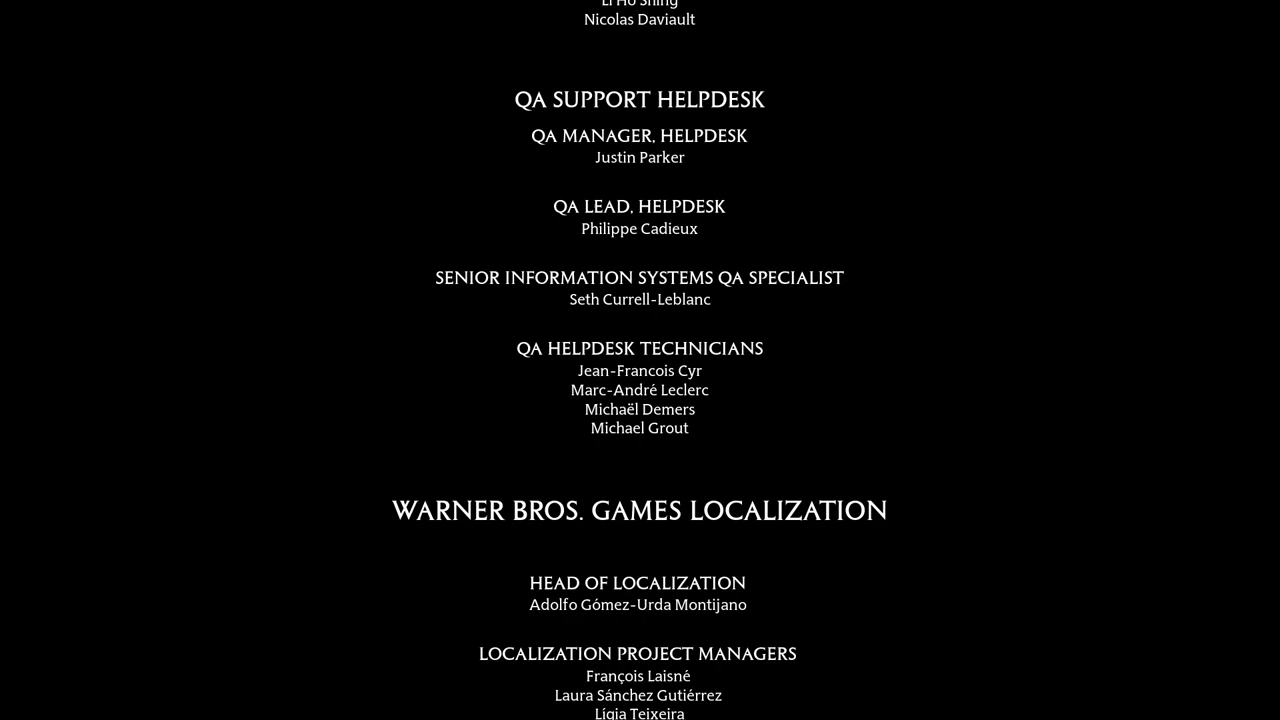 Li Ho Shing
Nicolas Daviault
QA SUPPORT HELPDESK
QA MANAGER, HELPDESK
Justin Parker
QA LEAD, HELPDESK
Philippe Cadieux
SENIOR INFORMATION SYSTEMS QA SPECIALIST
Seth Currell-Leblanc
QA HELPDESK TECHNICIANS
Jean-Francois Cyr
Marc-André Leclerc
Michaël Demers
Michael Grout
WARNER BROS. GAMES LOCALIZATION
HEAD OF LOCALIZATION
Adolfo Gómez-Urda Montijano
LOCALIZATION PROJECT MANAGERS
François Laisné
Laura Sánchez Gutiérrez
Lígia Teixeira